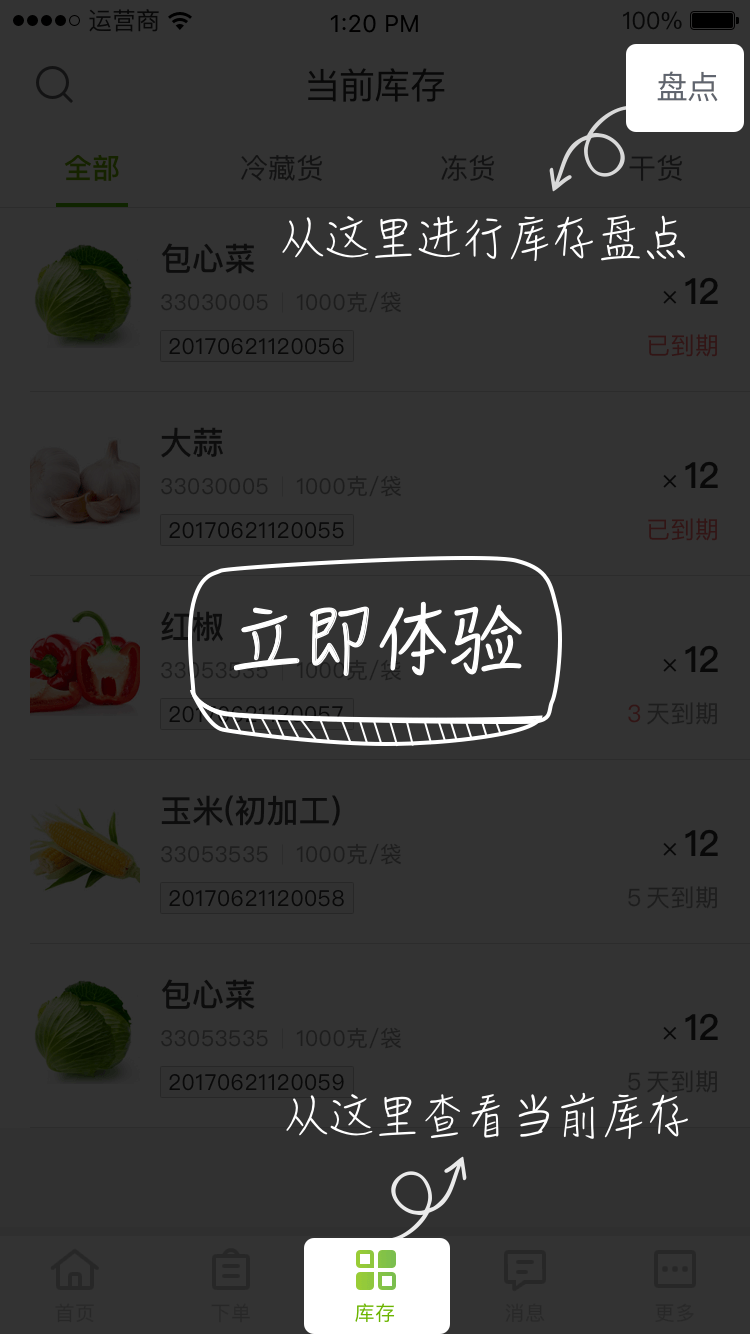 运营商 1:20 PM 100%
当前库存 盘点
全部 冷藏货 冻货 干货
从这里进行库存盘点
包心菜
33030005 1000克/袋 ×12
20170621120056 已到期
大蒜
33030005 1000克/袋 ×12
20170621120055 已到期
红椒
立即体验
33053535 1000克/袋 ×12
20170621120057 3 天到期
玉米(初加工)
33053535 1000克/袋 ×12
20170621120058 5 天到期
包心菜
33053535 1000克/袋 ×12
20170621120059 5 天到期
从这里查看当前库存
首页 下单 库存 消息 更多